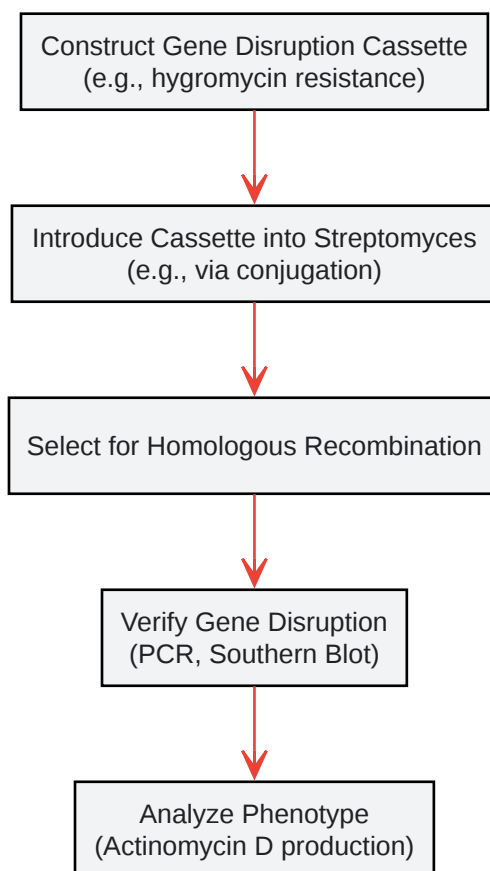 Construct Gene Disruption Cassette
(e.g., hygromycin resistance)
Introduce Cassette into Streptomyces
(e.g., via conjugation)
Select for Homologous Recombination
Verify Gene Disruption
(PCR, Southern Blot)
Analyze Phenotype
(Actinomycin D production)